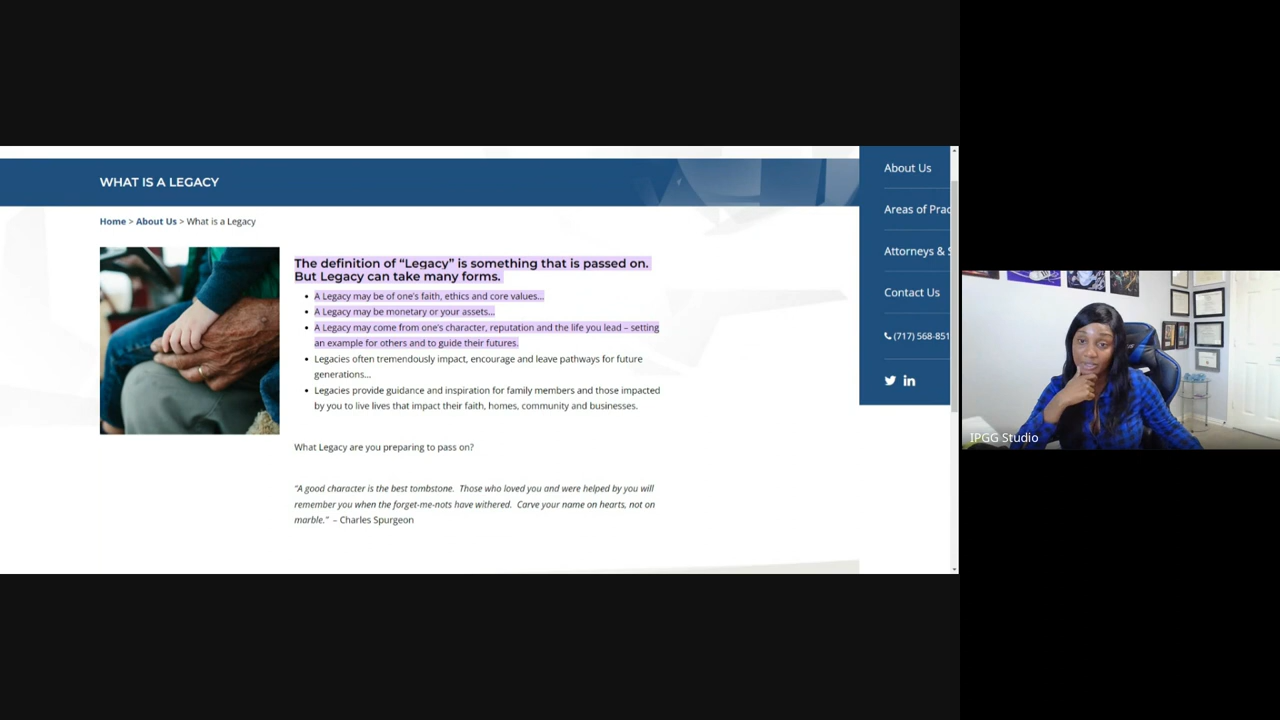 WHAT IS A LEGACY
Home > About Us > What is a Legacy
The definition of “Legacy” is something that is passed on.
But Legacy can take many forms.
• A Legacy may be of one's faith, ethics and core values...
• A Legacy may be monetary or your assets...
• A Legacy may come from one's character, reputation and the life you lead – setting
an example for others and to guide their futures.
• Legacies often tremendously impact, encourage and leave pathways for future
generations...
• Legacies provide guidance and inspiration for family members and those impacted
by you to live lives that impact their faith, homes, community and businesses.
What Legacy are you preparing to pass on?
“A good character is the best tombstone.  Those who loved you and were helped by you will
remember you when the forget-me-nots have withered.  Carve your name on hearts, not on
marble.”  – Charles Spurgeon
About Us
Areas of Prac
Attorneys & S
Contact Us
(717) 568-851
IPGG Studio